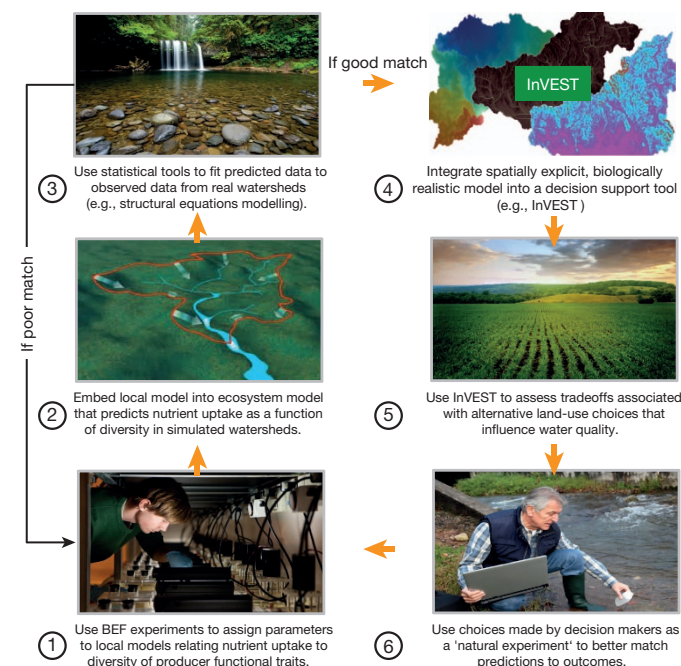 If good match
InVEST
3
Use statistical tools to fit predicted data to
observed data from real watersheds
(e.g., structural equations modelling).
4
Integrate spatially explicit, biologically
realistic model into a decision support tool
(e.g., InVEST )
If poor match
2
Embed local model into ecosystem model
that predicts nutrient uptake as a function
of diversity in simulated watersheds.
5
Use InVEST to assess tradeoffs associated
with alternative land-use choices that
influence water quality.
1
Use BEF experiments to assign parameters
to local models relating nutrient uptake to
diversity of producer functional traits.
6
Use choices made by decision makers as
a 'natural experiment' to better match
predictions to outcomes.